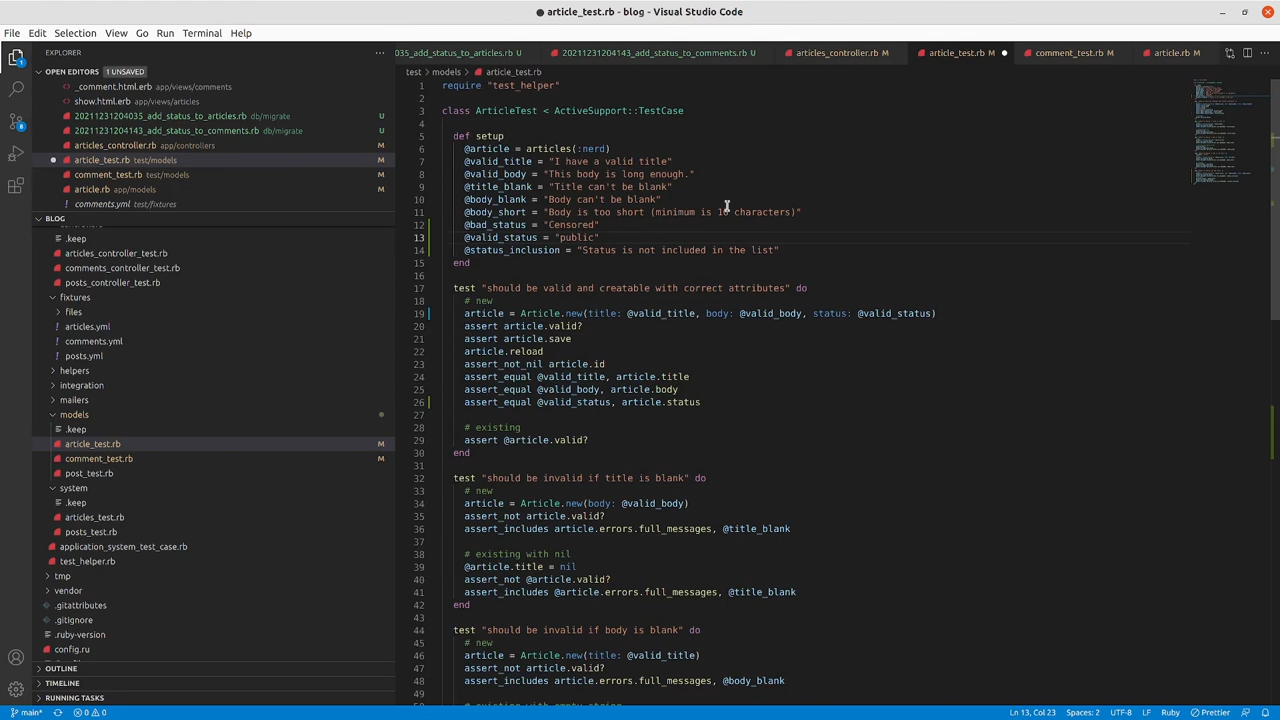 ● article_test.rb - blog - Visual Studio Code
File Edit Selection View Go Run Terminal Help
EXPLORER
OPEN EDITORS 1 UNSAVED
_comment.html.erb app/views/comments
show.html.erb app/views/articles
20211231204035_add_status_to_articles.rb db/migrate U
20211231204143_add_status_to_comments.rb db/migrate U
articles_controller.rb app/controllers M
article_test.rb test/models M
comment_test.rb test/models M
article.rb app/models M
comments.yml test/fixtures
BLOG
.keep
articles_controller_test.rb
comments_controller_test.rb
posts_controller_test.rb
fixtures
files
articles.yml
comments.yml
posts.yml
helpers
integration
mailers
models
.keep
article_test.rb M
comment_test.rb M
post_test.rb
system
.keep
articles_test.rb
posts_test.rb
application_system_test_case.rb
test_helper.rb
tmp
vendor
.gitattributes
.gitignore
.ruby-version
config.ru
OUTLINE
TIMELINE
RUNNING TASKS
035_add_status_to_articles.rb U 20211231204143_add_status_to_comments.rb U articles_controller.rb M article_test.rb M comment_test.rb M article.rb M
test models article_test.rb
1 require "test_helper"
2
3 class ArticleTest < ActiveSupport::TestCase
4
5 def setup
6 @article = articles(:nerd)
7 @valid_title = "I have a valid title"
8 @valid_body = "This body is long enough."
9 @title_blank = "Title can't be blank"
10 @body_blank = "Body can't be blank"
11 @body_short = "Body is too short (minimum is 10 characters)"
12 @bad_status = "Censored"
13 @valid_status = "public"
14 @status_inclusion = "Status is not included in the list"
15 end
16
17 test "should be valid and creatable with correct attributes" do
18 # new
19 article = Article.new(title: @valid_title, body: @valid_body, status: @valid_status)
20 assert article.valid?
21 assert article.save
22 article.reload
23 assert_not_nil article.id
24 assert_equal @valid_title, article.title
25 assert_equal @valid_body, article.body
26 assert_equal @valid_status, article.status
27
28 # existing
29 assert @article.valid?
30 end
31
32 test "should be invalid if title is blank" do
33 # new
34 article = Article.new(body: @valid_body)
35 assert_not article.valid?
36 assert_includes article.errors.full_messages, @title_blank
37
38 # existing with nil
39 @article.title = nil
40 assert_not @article.valid?
41 assert_includes @article.errors.full_messages, @title_blank
42 end
43
44 test "should be invalid if body is blank" do
45 # new
46 article = Article.new(title: @valid_title)
47 assert_not article.valid?
48 assert_includes article.errors.full_messages, @body_blank
49
main* 0 0 Ln 13, Col 23 Spaces: 2 UTF-8 LF Ruby Prettier